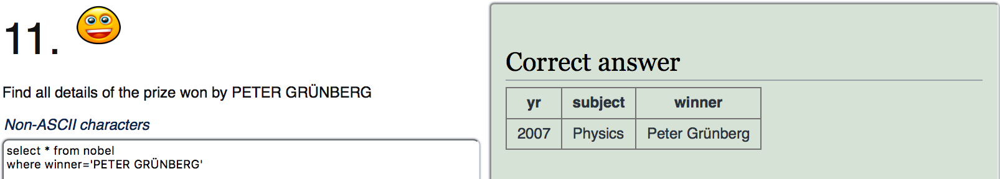 11.
Find all details of the prize won by PETER GRÜNBERG
Non-ASCII characters
select * from nobel
where winner='PETER GRÜNBERG'
Correct answer
yr subject winner
2007 Physics Peter Grünberg